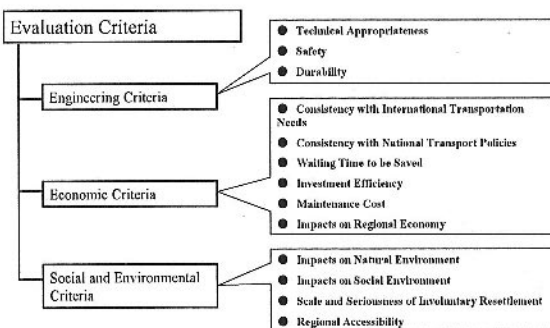 Evaluation Criteria
● Technical Appropriateness
● Safety
● Durability
Engineering Criteria
● Consistency with International Transportation
Needs
● Consistency with National Transport Policies
● Waiting Time to be Saved
● Investment Efficiency
● Maintenance Cost
● Impacts on Regional Economy
Economic Criteria
● Impacts on Natural Environment
● Impacts on Social Environment
● Scale and Seriousness of Involuntary Resettlement
● Regional Accessibility
Social and Environmental
Criteria